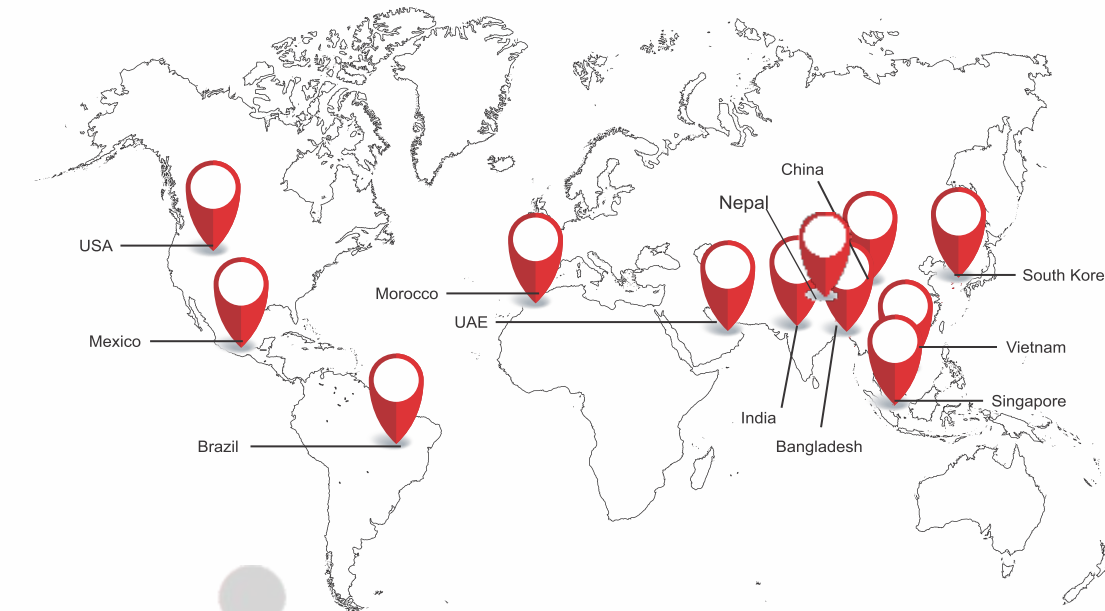 China
Nepal
USA
South Kore
Morocco
UAE
Mexico
Vietnam
Singapore
India
Brazil
Bangladesh